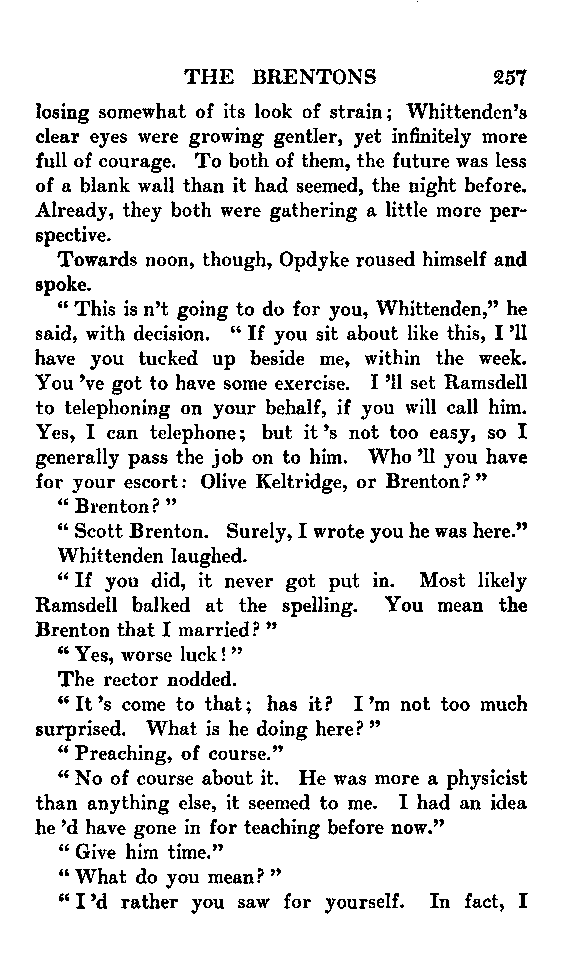 THE BRENTONS 257
losing somewhat of its look of strain; Whittenden's
clear eyes were growing gentler, yet infinitely more
full of courage. To both of them, the future was less
of a blank wall than it had seemed, the night before.
Already, they both were gathering a little more per-
spective.
Towards noon, though, Opdyke roused himself and
spoke.
" This is n't going to do for you, Whittenden," he
said, with decision. " If you sit about like this, I 'll
have you tucked up beside me, within the week.
You 've got to have some exercise. I 'll set Ramsdell
to telephoning on your behalf, if you will call him.
Yes, I can telephone; but it 's not too easy, so I
generally pass the job on to him. Who 'll you have
for your escort: Olive Keltridge, or Brenton? "
" Brenton? "
" Scott Brenton. Surely, I wrote you he was here."
Whittenden laughed.
" If you did, it never got put in. Most likely
Ramsdell balked at the spelling. You mean the
Brenton that I married? "
" Yes, worse luck! "
The rector nodded.
" It 's come to that; has it? I 'm not too much
surprised. What is he doing here? "
" Preaching, of course."
" No of course about it. He was more a physicist
than anything else, it seemed to me. I had an idea
he 'd have gone in for teaching before now."
" Give him time."
" What do you mean? "
" I 'd rather you saw for yourself. In fact, I